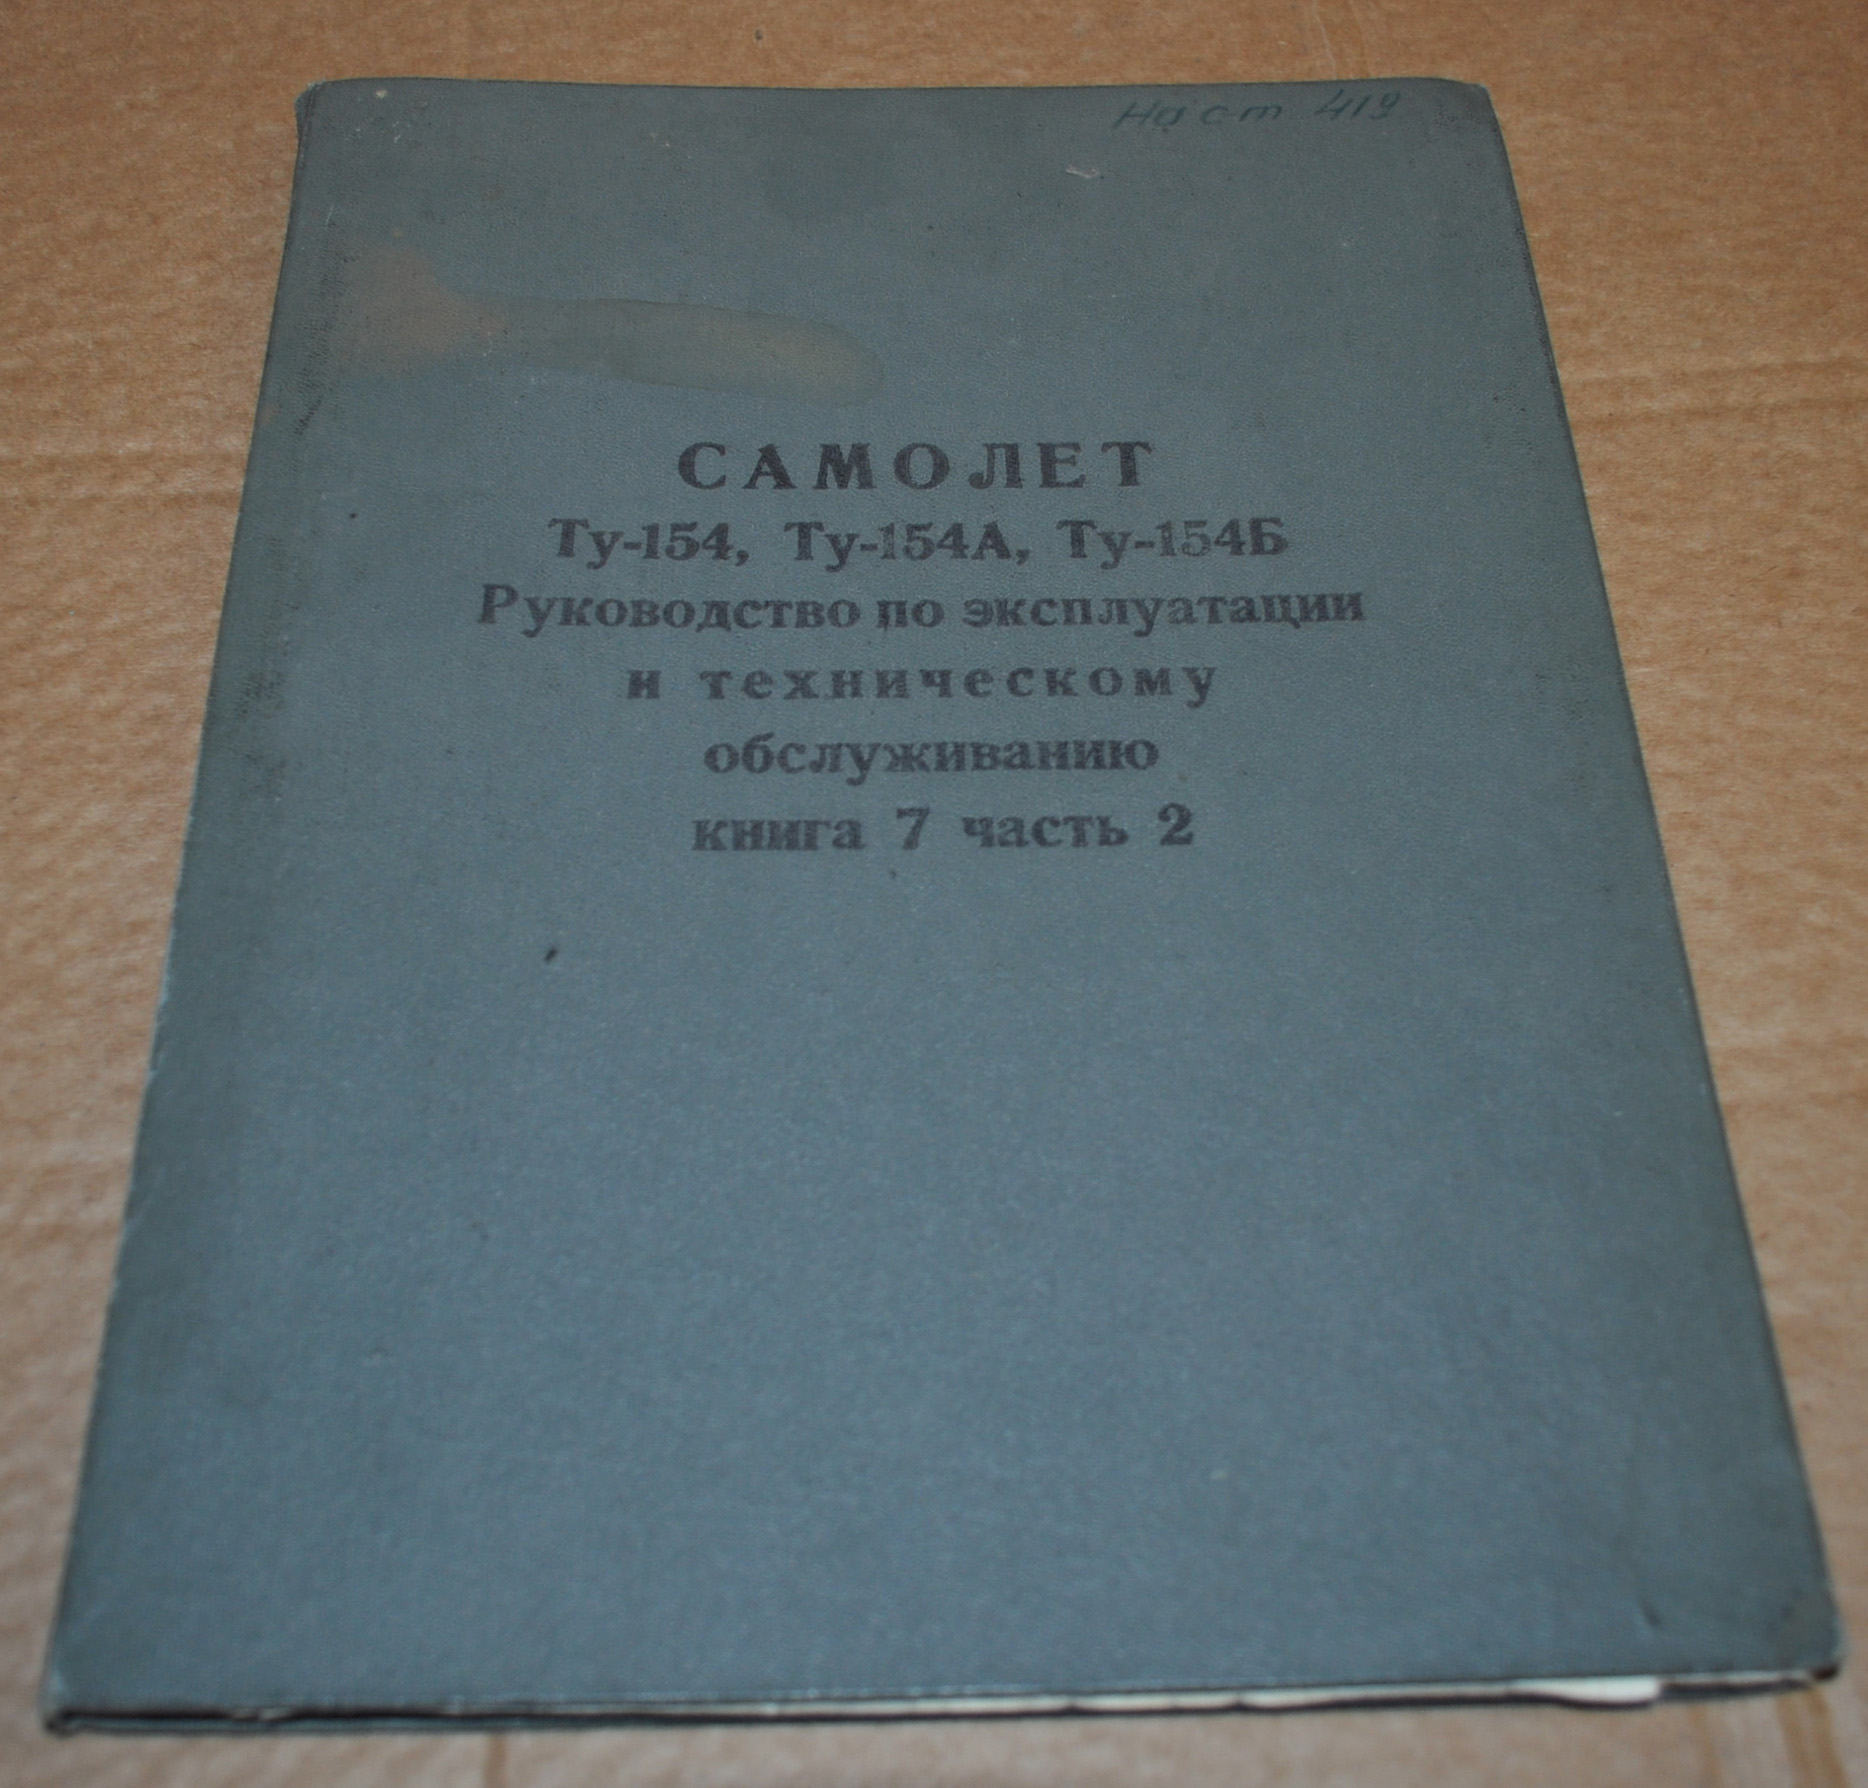 Наст 419
САМОЛЕТ
Ту-154, Ту-154А, Ту-154Б
Руководство по эксплуатации
и техническому
обслуживанию
книга 7 часть 2